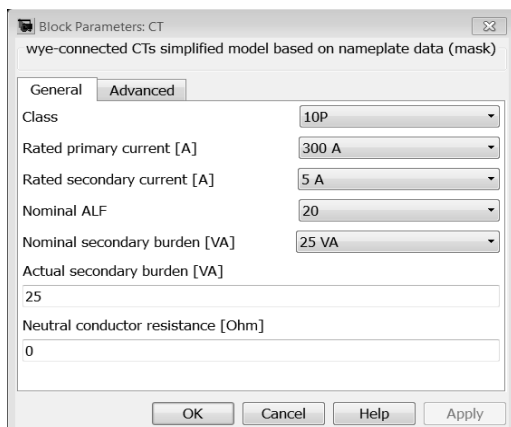 Block Parameters: CT
wye-connected CTs simplified model based on nameplate data (mask)
General Advanced
Class 10P
Rated primary current [A] 300 A
Rated secondary current [A] 5 A
Nominal ALF 20
Nominal secondary burden [VA] 25 VA
Actual secondary burden [VA]
25
Neutral conductor resistance [Ohm]
0
OK Cancel Help Apply